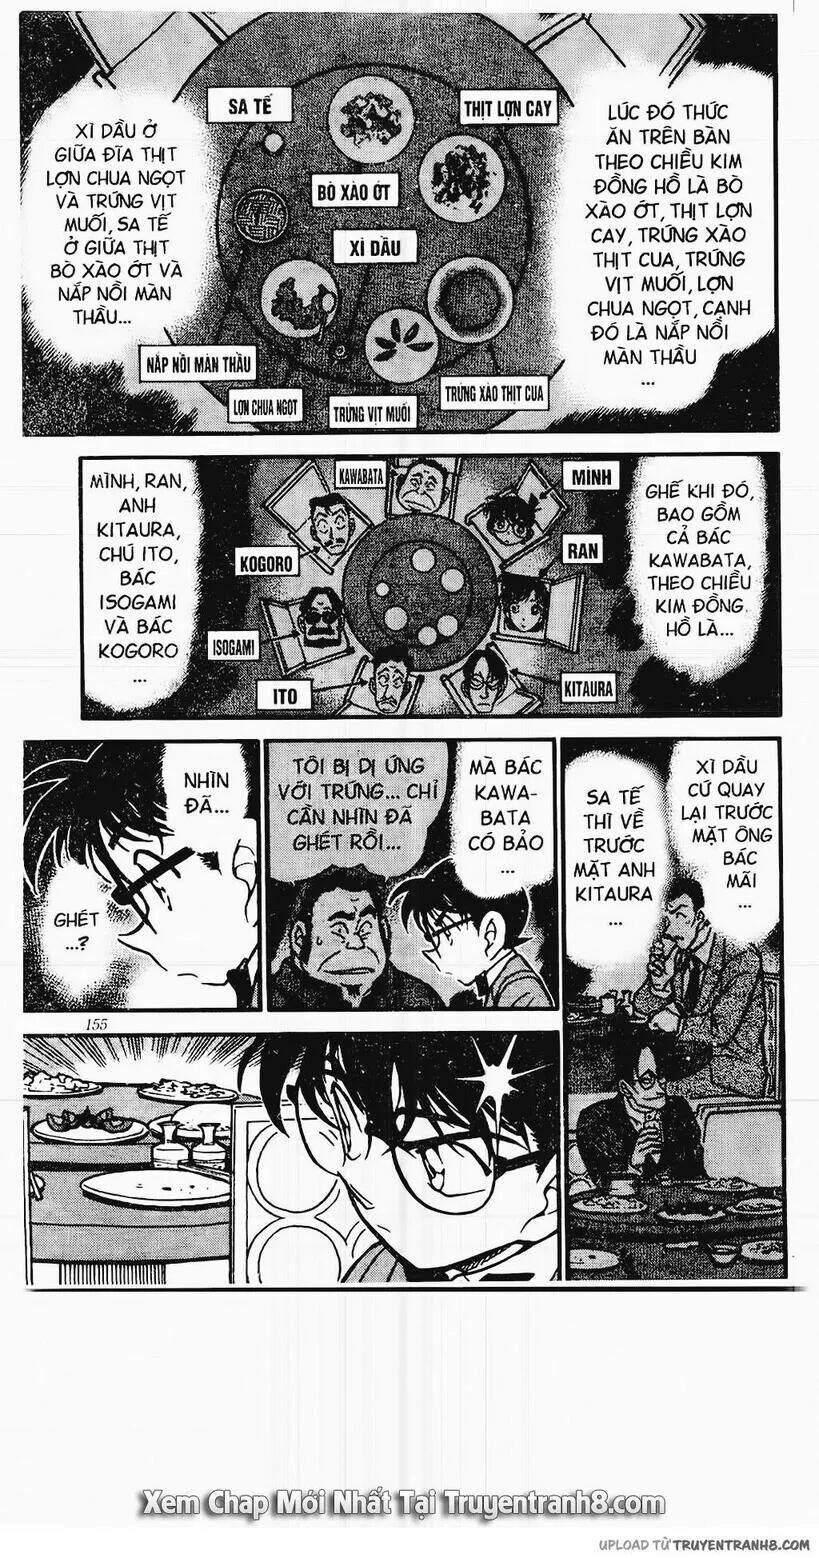 LÚC ĐÓ THỨC
ĂN TRÊN BÀN
THEO CHIỀU KIM
ĐỒNG HỒ LÀ BÒ
XÀO ỚT, THỊT LỢN
CAY, TRỨNG XÀO
THỊT CUA, TRỨNG
VỊT MUỐI, LỢN
CHUA NGỌT, CẠNH
ĐÓ LÀ NẮP NỒI
MÀN THẦU
...
THỊT LỢN CAY
SA TẾ
BÒ XÀO ỚT
XÌ DẦU
NẮP NỒI MÀN THẦU
LỢN CHUA NGỌT
TRỨNG VỊT MUỐI
TRỨNG XÀO THỊT CUA
XÌ DẦU Ở
GIỮA ĐĨA THỊT
LỢN CHUA NGỌT
VÀ TRỨNG VỊT
MUỐI, SA TẾ
Ở GIỮA THỊT
BÒ XÀO ỚT VÀ
NẮP NỒI MÀN
THẦU...
GHẾ KHI ĐÓ,
BAO GỒM
CẢ BÁC
KAWABATA,
THEO CHIỀU
KIM ĐỒNG
HỒ LÀ...
KAWABATA
MÌNH
RAN
KITAURA
ITO
ISOGAMI
KOGORO
MÌNH, RAN,
ANH
KITAURA,
CHÚ ITO,
BÁC
ISOGAMI
VÀ BÁC
KOGORO
...
XÌ DẦU
CỨ QUAY
LẠI TRƯỚC
MẶT ÔNG
BÁC
MÃI
...
SA TẾ
THÌ VỀ
TRƯỚC
MẶT ANH
KITAURA
...
MÀ BÁC
KAWA-
BATA
CÓ BẢO
...
TÔI BỊ DỊ ỨNG
VỚI TRỨNG... CHỈ
CẦN NHÌN ĐÃ
GHÉT RỒI...
NHÌN
ĐÃ...
GHÉT
...?
155
Xem Chap Mới Nhất Tại Truyentranh8.com
UPLOAD TỪ TRUYENTRANH8.COM